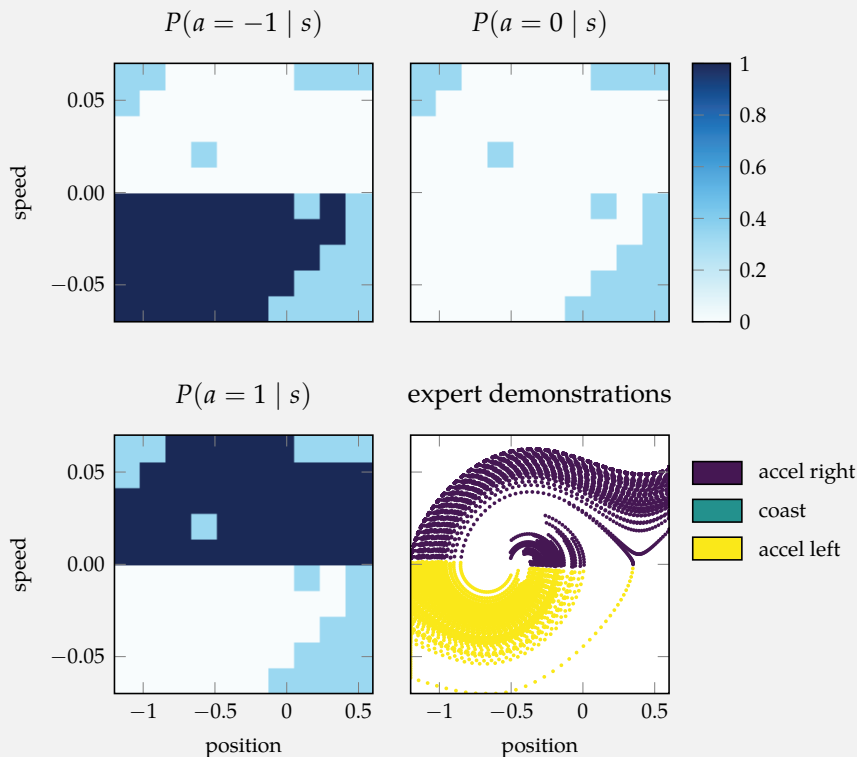 P(a = −1 | s)
P(a = 0 | s)
0.05
0.00
−0.05
speed
1
0.8
0.6
0.4
0.2
0
P(a = 1 | s)
expert demonstrations
0.05
0.00
−0.05
speed
accel right
coast
accel left
−1
−0.5
0
0.5
−1
−0.5
0
0.5
position
position